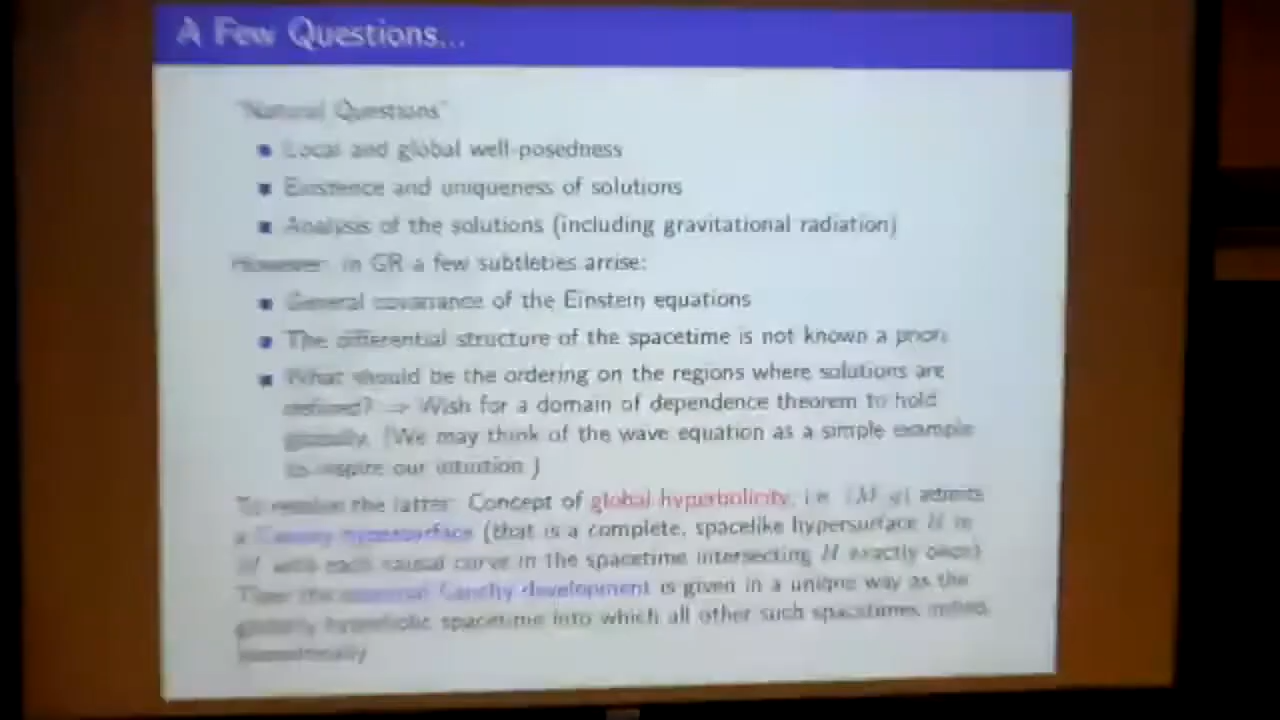 A Few Questions...
"Natural Questions"
Local and global well-posedness
Existence and uniqueness of solutions
Analysis of the solutions (including gravitational radiation)
However: in GR a few subtleties arrise:
General covariance of the Einstein equations
The differential structure of the spacetime is not known a priori.
What should be the ordering on the regions where solutions are
defined? ⇒ Wish for a domain of dependence theorem to hold
globally. (We may think of the wave equation as a simple example
to inspire our intuition.)
To resolve the latter: Concept of global hyperbolicity, i.e. (M, g) admits
a Cauchy hypersurface (that is a complete, spacelike hypersurface H in
M with each causal curve in the spacetime intersecting H exactly once)
Then the maximal Cauchy development is given in a unique way as the
globally hyperbolic spacetime into which all other such spacetimes embed
isometrically